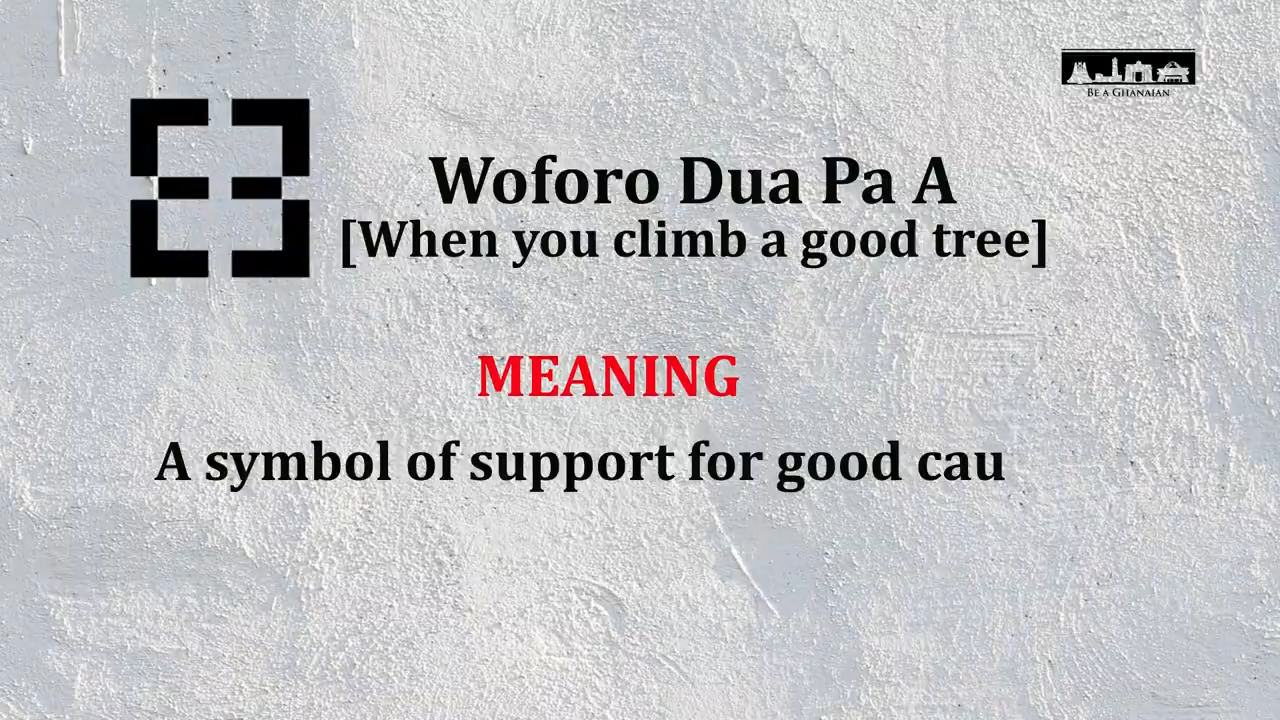 BE A GHANAIAN
Woforo Dua Pa A
[When you climb a good tree]
MEANING
A symbol of support for good cau